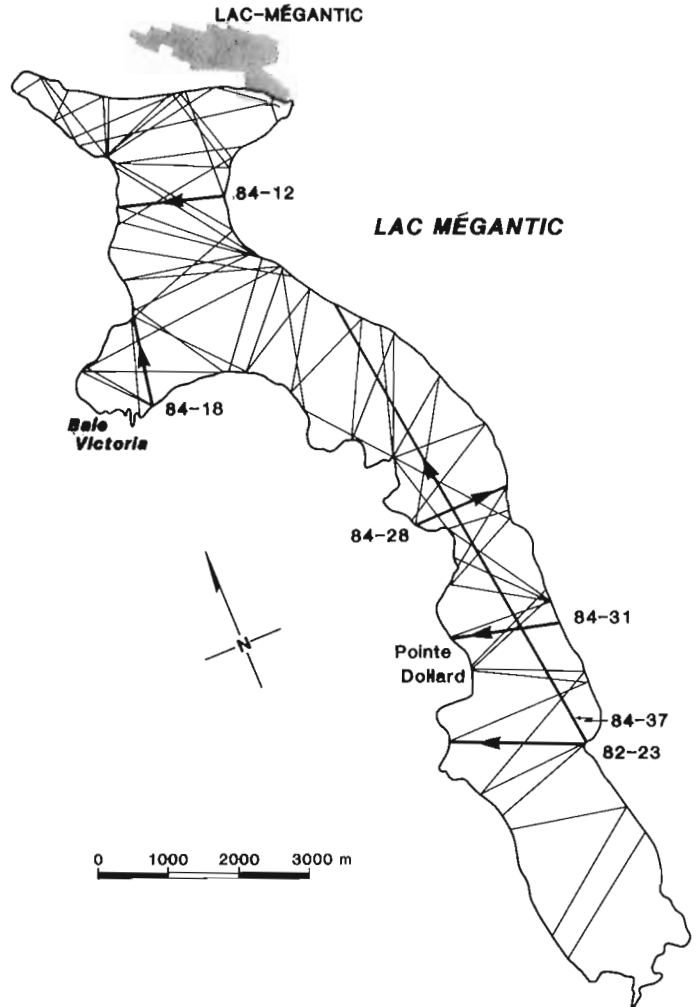 LAC-MÉGANTIC
84-12
LAC MÉGANTIC
84-18
Baie
Victoria
84-28
N
84-31
Pointe
Dollard
84-37
82-23
0 1000 2000 3000 m